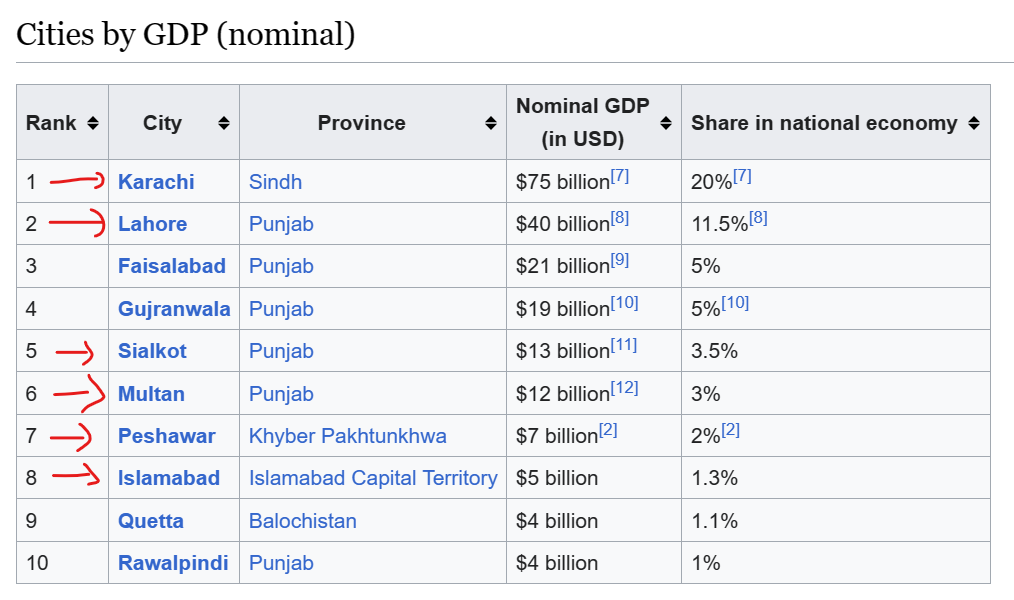 Cities by GDP (nominal)
Rank City Province Nominal GDP (in USD) Share in national economy
1 Karachi Sindh $75 billion[7] 20%[7]
2 Lahore Punjab $40 billion[8] 11.5%[8]
3 Faisalabad Punjab $21 billion[9] 5%
4 Gujranwala Punjab $19 billion[10] 5%[10]
5 Sialkot Punjab $13 billion[11] 3.5%
6 Multan Punjab $12 billion[12] 3%
7 Peshawar Khyber Pakhtunkhwa $7 billion[2] 2%[2]
8 Islamabad Islamabad Capital Territory $5 billion 1.3%
9 Quetta Balochistan $4 billion 1.1%
10 Rawalpindi Punjab $4 billion 1%